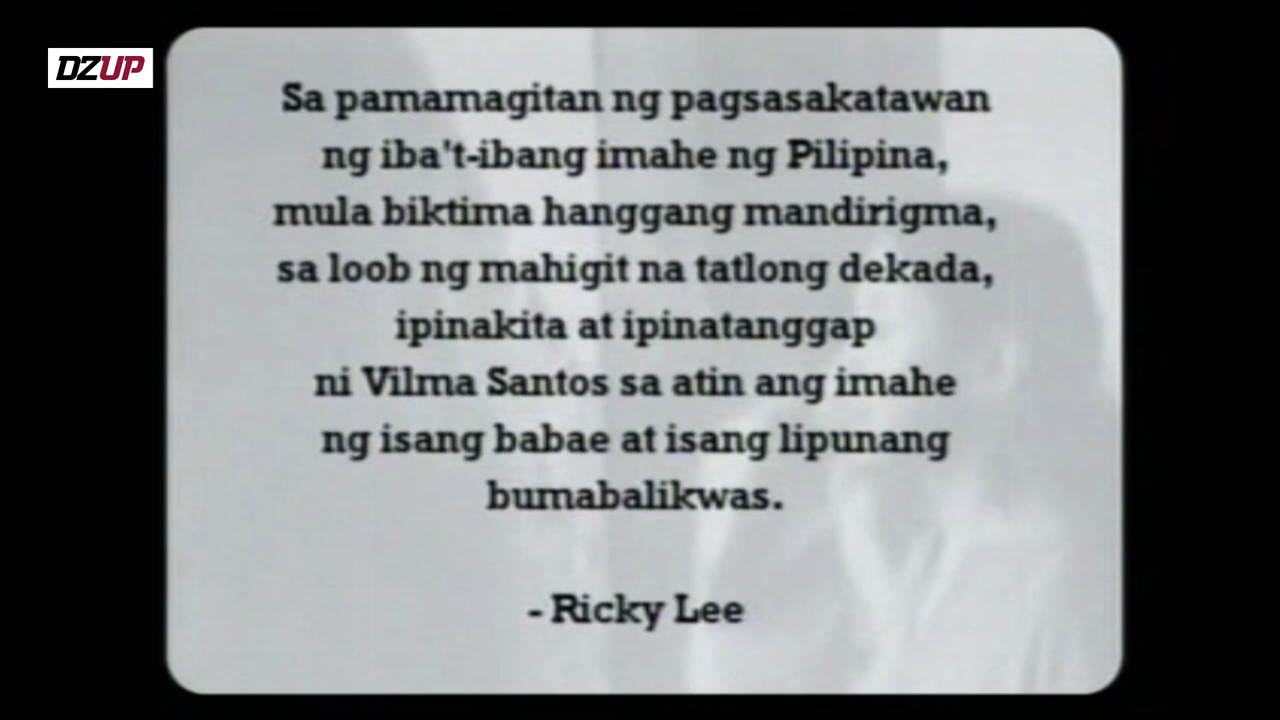 DZUP
Sa pamamagitan ng pagsasakatawan
ng iba't-ibang imahe ng Pilipina,
mula biktima hanggang mandirigma,
sa loob ng mahigit na tatlong dekada,
ipinakita at ipinatanggap
ni Vilma Santos sa atin ang imahe
ng isang babae at isang lipunang
bumabalikwas.
- Ricky Lee